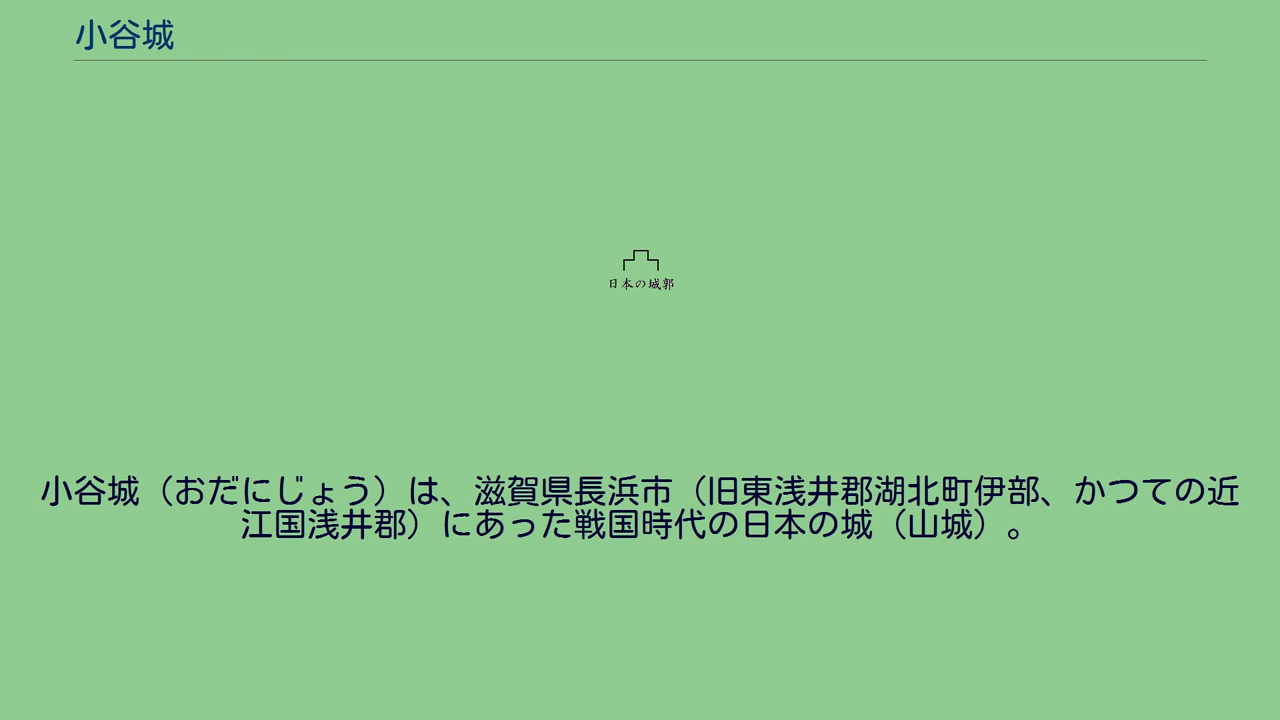 小谷城
日本の城郭
小谷城（おだにじょう）は、滋賀県長浜市（旧東浅井郡湖北町伊部、かつての近
江国浅井郡）にあった戦国時代の日本の城（山城）。